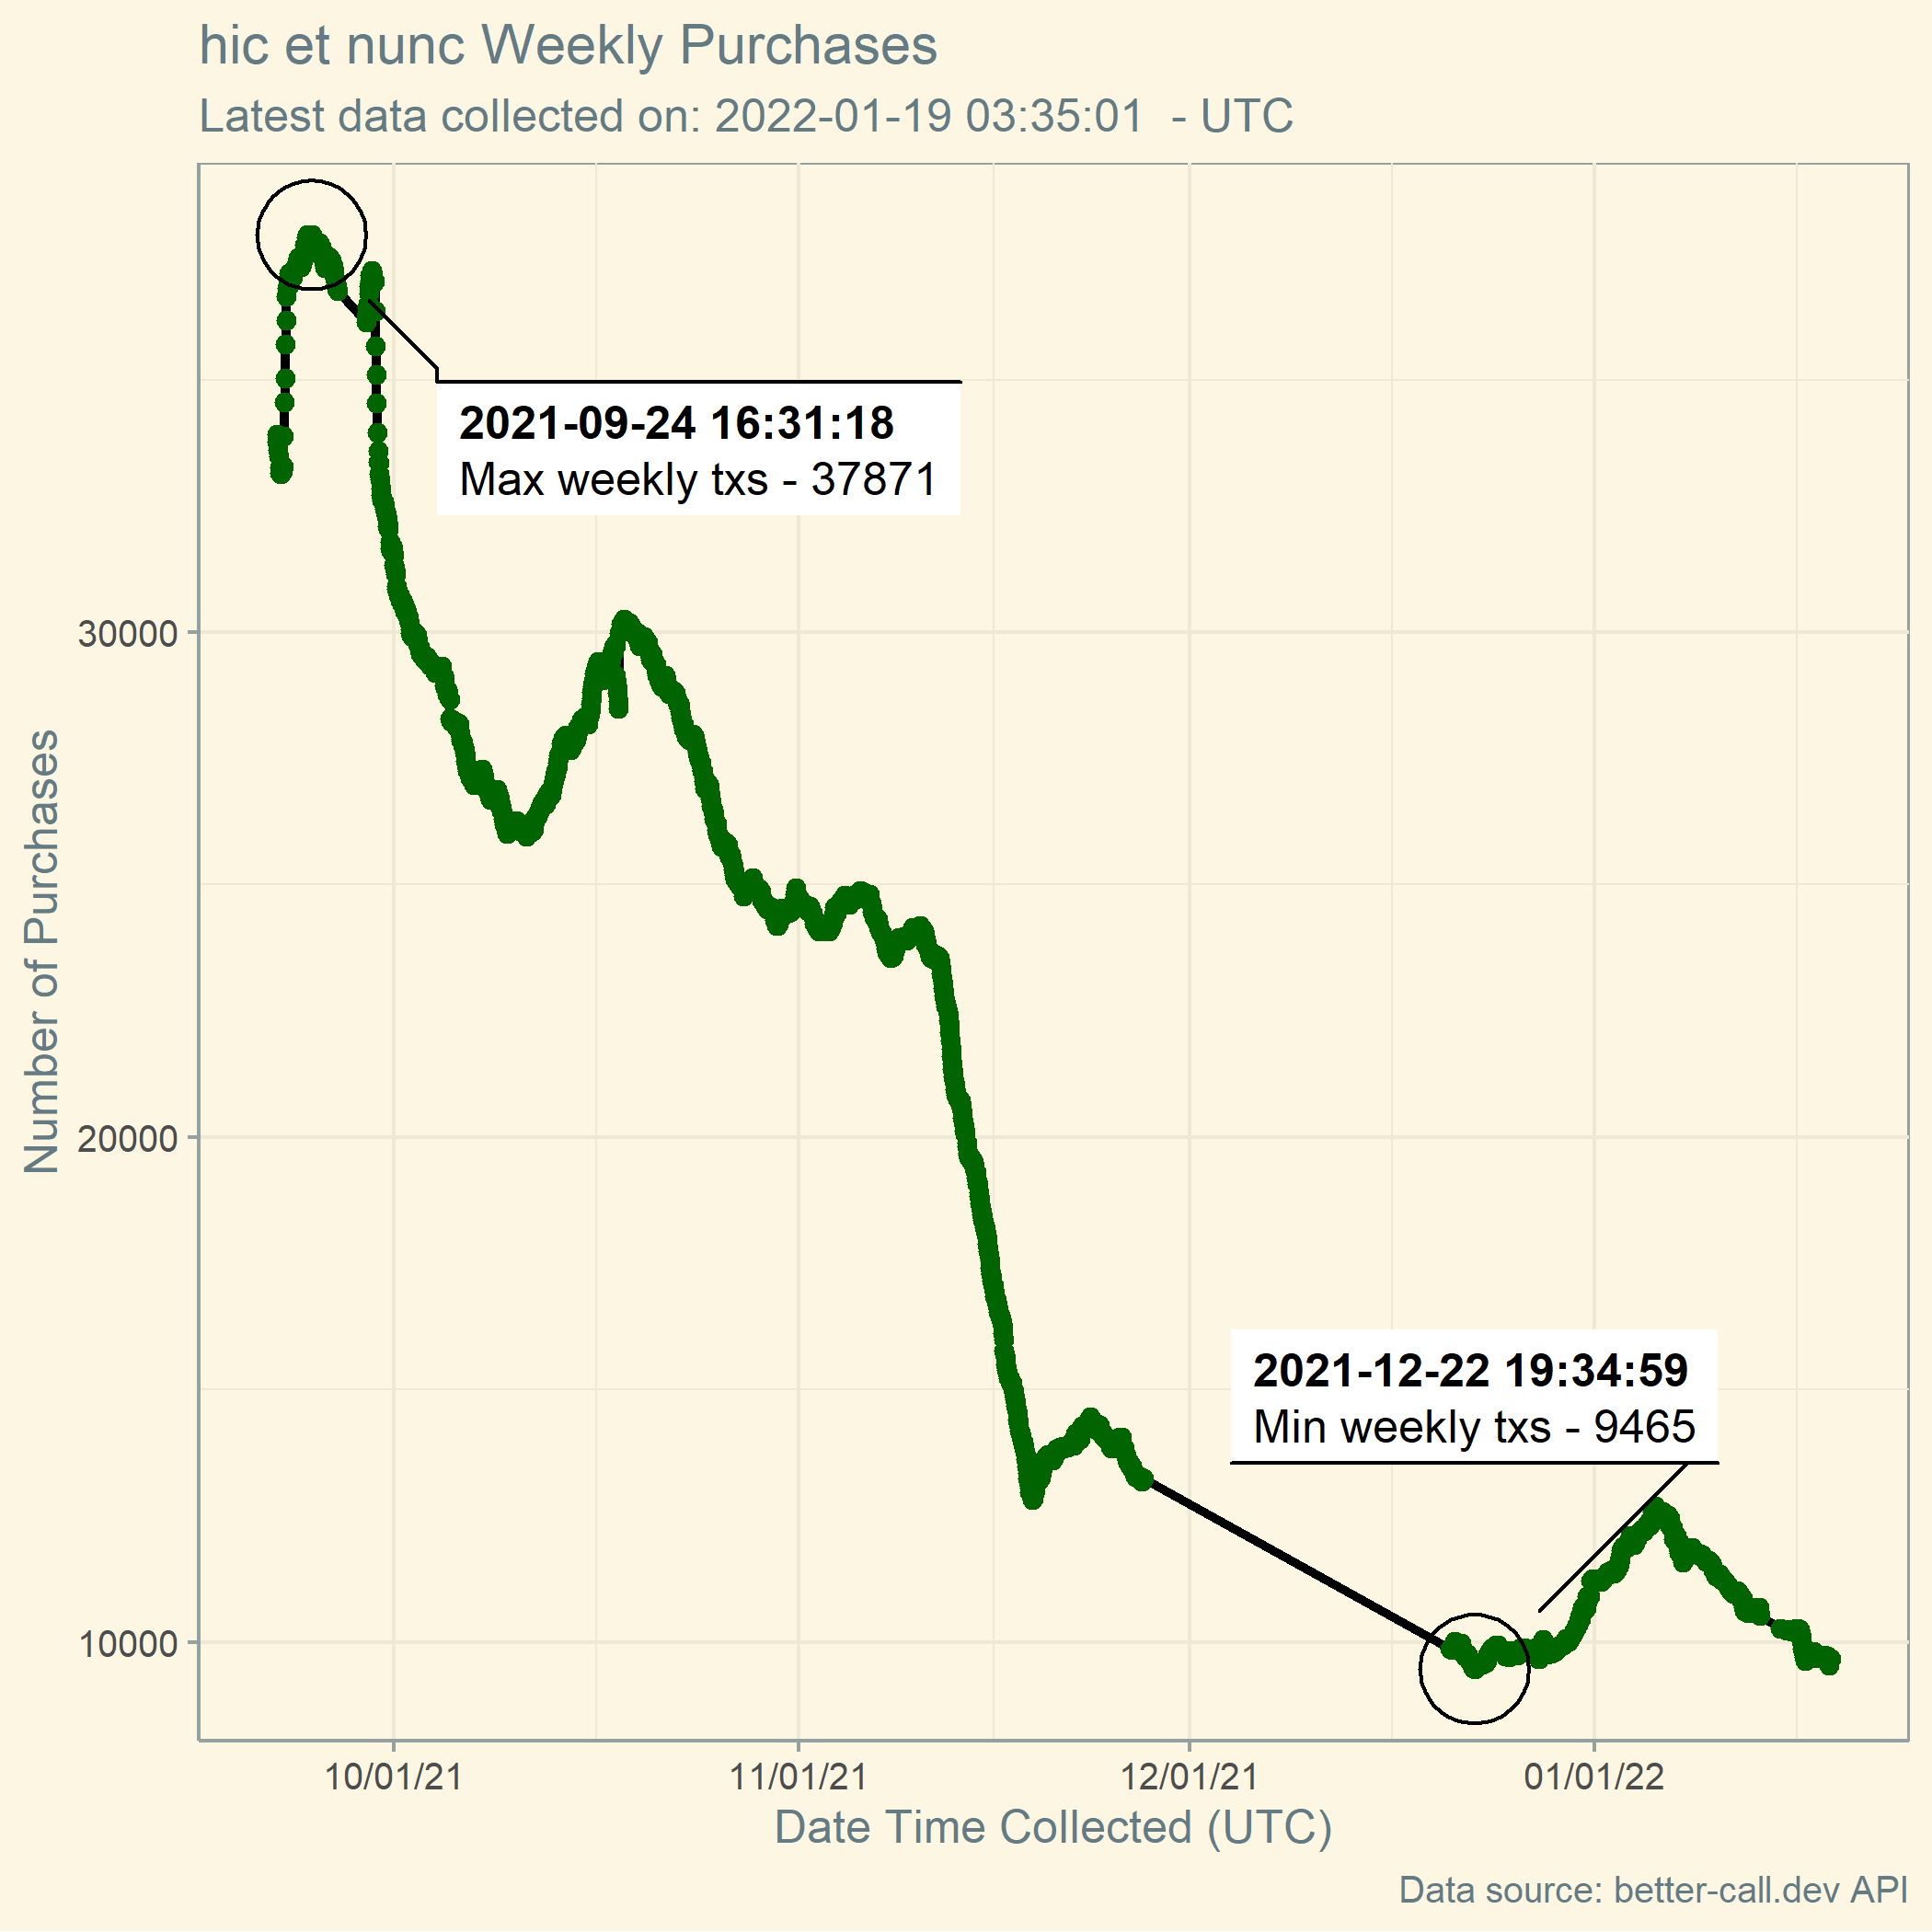 hic et nunc Weekly Purchases
Latest data collected on: 2022-01-19 03:35:01  - UTC
2021-09-24 16:31:18
Max weekly txs - 37871
30000
20000
10000
Number of Purchases
2021-12-22 19:34:59
Min weekly txs - 9465
10/01/21
11/01/21
12/01/21
01/01/22
Date Time Collected (UTC)
Data source: better-call.dev API